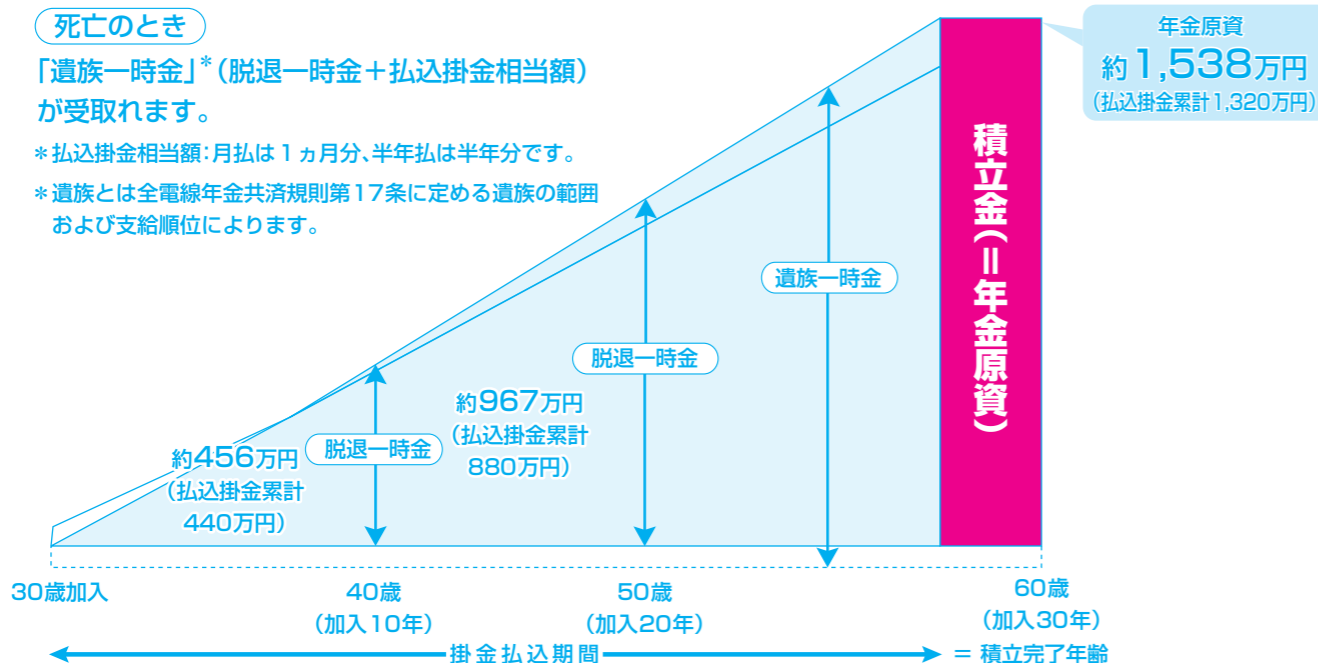 死亡のとき
「遺族一時金」*(脱退一時金+払込掛金相当額)
が受取れます。
*払込掛金相当額:月払は1ヵ月分、半年払は半年分です。
*遺族とは全電線年金共済規則第17条に定める遺族の範囲
および支給順位によります。
年金原資
約1,538万円
(払込掛金累計1,320万円)
積立金(=年金原資)
遺族一時金
脱退一時金
約967万円
(払込掛金累計
880万円)
脱退一時金
約456万円
(払込掛金累計
440万円)
30歳加入
40歳
(加入10年)
50歳
(加入20年)
60歳
(加入30年)
掛金払込期間
= 積立完了年齢